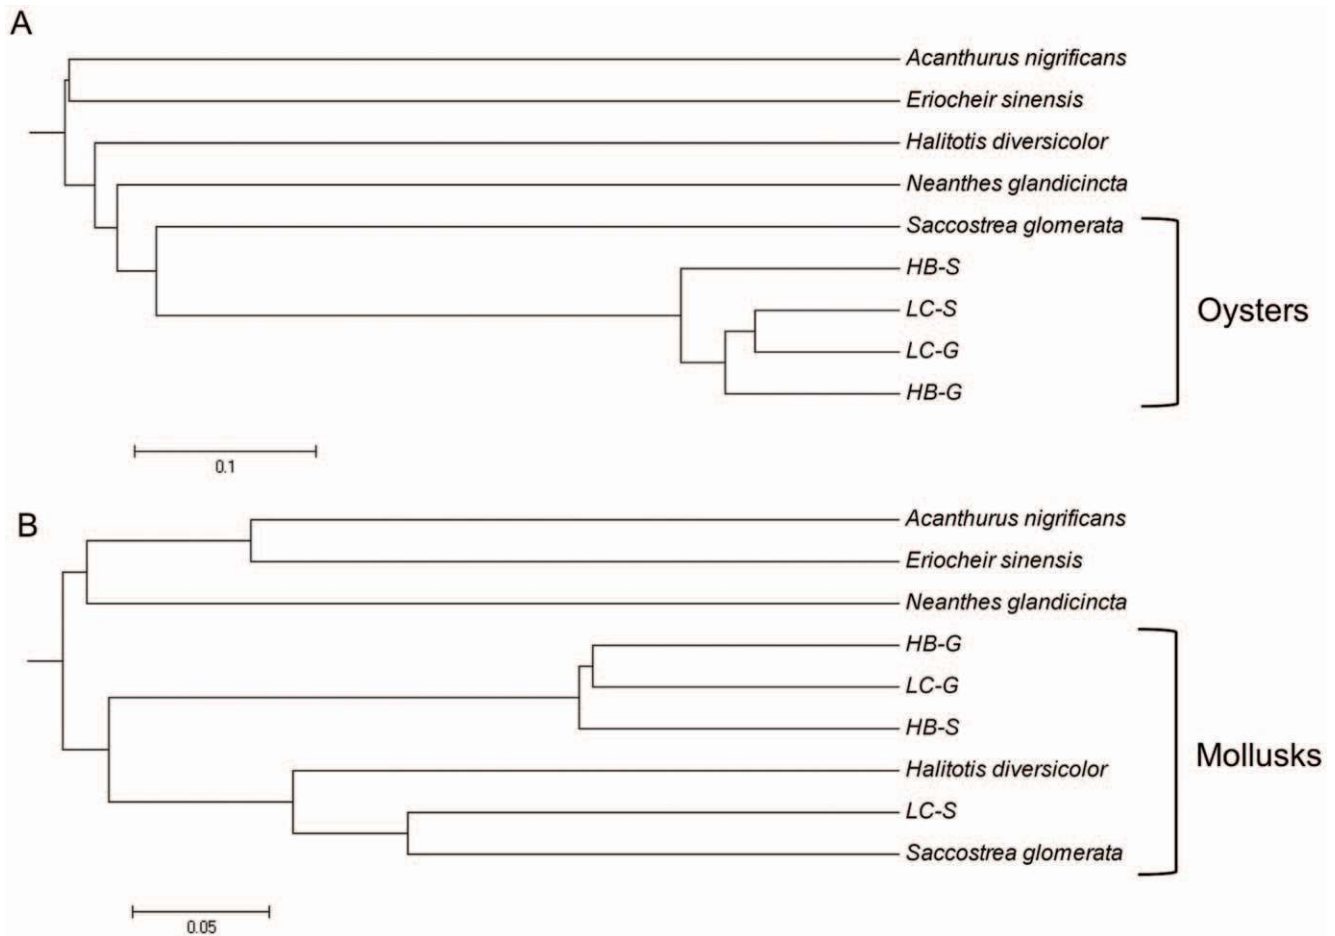 A
Acanthurus nigrificans
Eriocheir sinensis
Halitotis diversicolor
Neanthes glandicincta
Saccostrea glomerata
HB-S
LC-S
LC-G
HB-G
Oysters
0.1
B
Acanthurus nigrificans
Eriocheir sinensis
Neanthes glandicincta
HB-G
LC-G
HB-S
Halitotis diversicolor
LC-S
Saccostrea glomerata
Mollusks
0.05